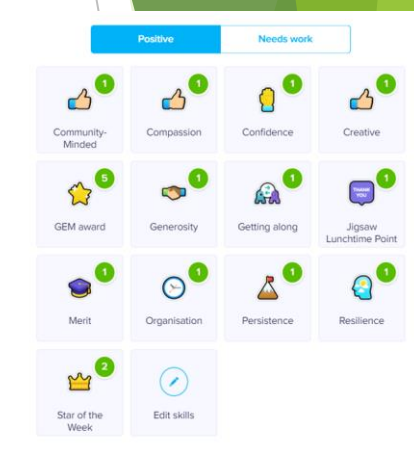 Positive Needs work
1 1 1 1
Community-Minded Compassion Confidence Creative
5 1 1 1
THANK YOU
GEM award Generosity Getting along Jigsaw Lunchtime Point
1 1 1 1
Merit Organisation Persistence Resilience
2
Star of the Week Edit skills